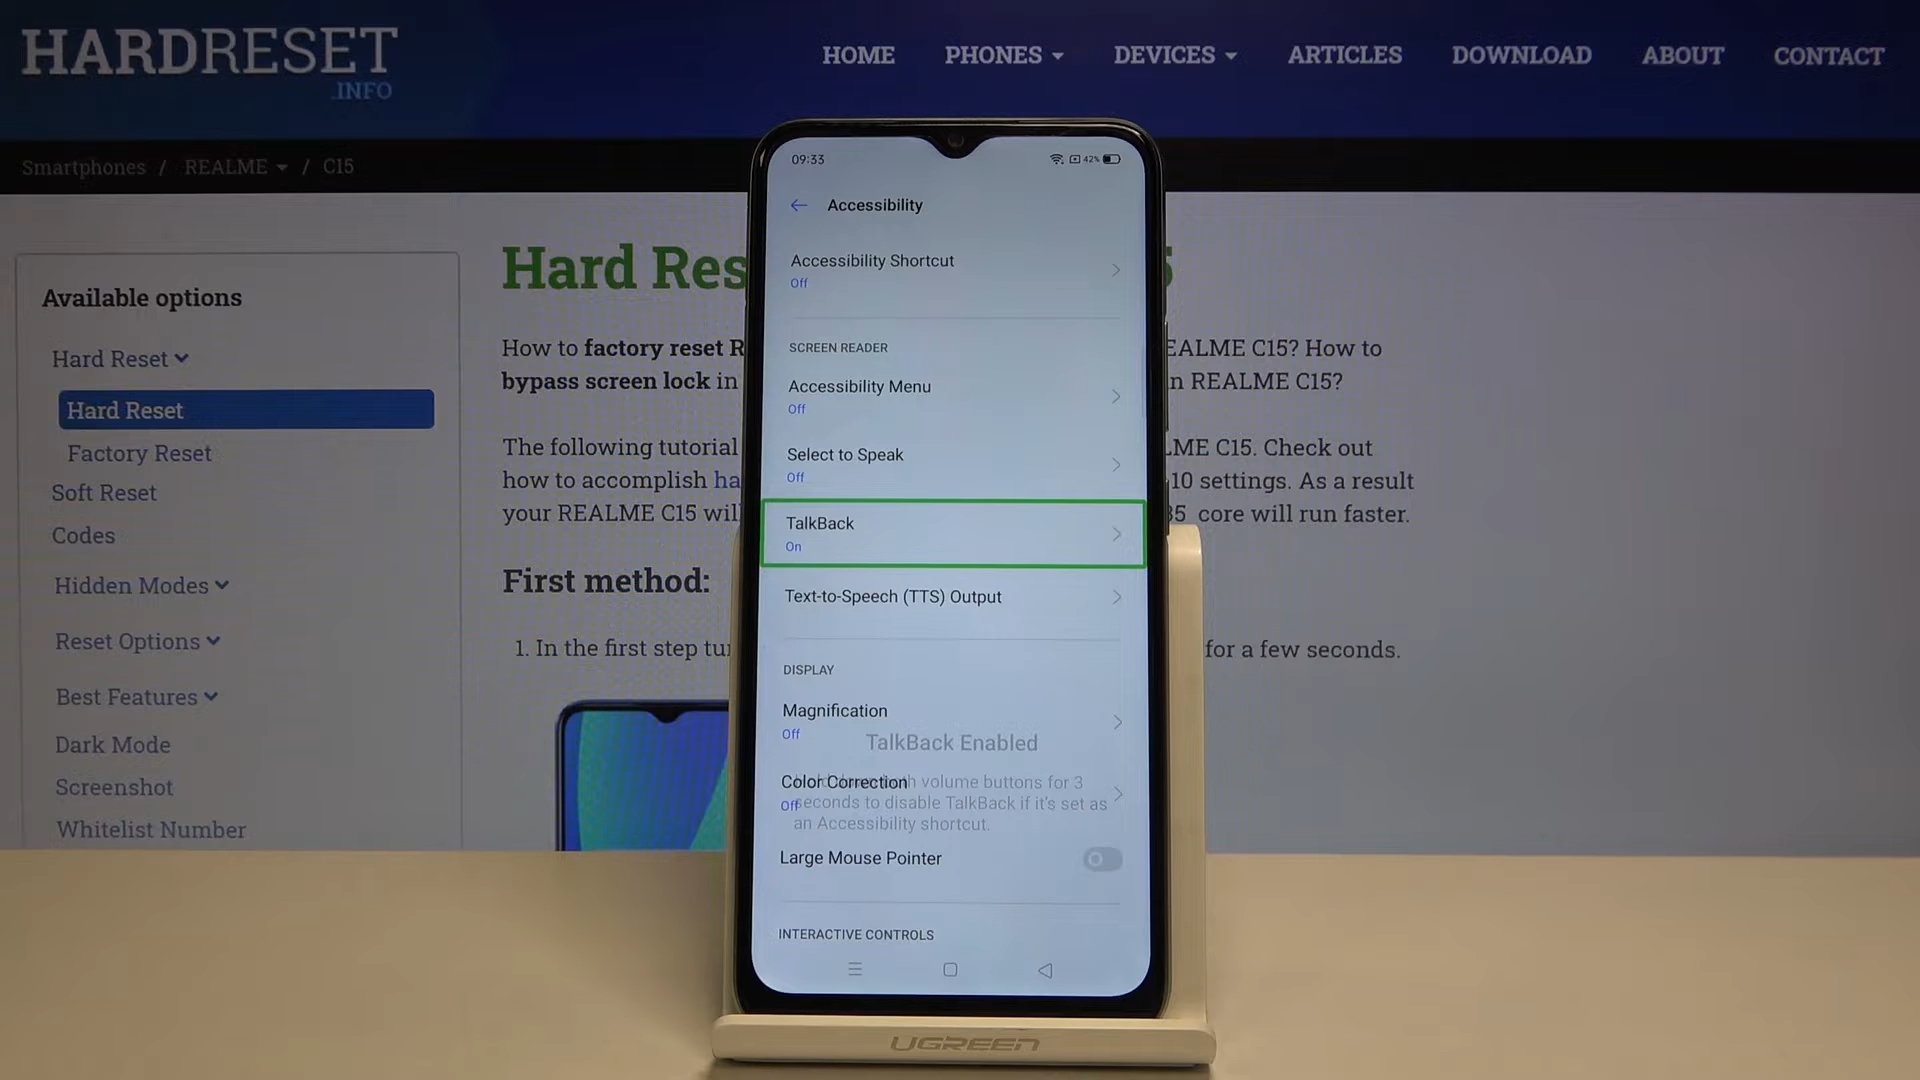 HARDRESET
.INFO
HOME
PHONES
DEVICES
ARTICLES
DOWNLOAD
ABOUT
CONTACT
Smartphones / REALME / C15
Available options
Hard Reset
Hard Reset
Factory Reset
Soft Reset
Codes
Hidden Modes
Reset Options
Best Features
Dark Mode
Screenshot
Whitelist Number
Hard Res
5
How to factory reset R
EALME C15? How to
bypass screen lock in
n REALME C15?
The following tutorial
LME C15. Check out
how to accomplish ha
10 settings. As a result
your REALME C15 wil
35 core will run faster.
First method:
1. In the first step tu
for a few seconds.
09:33
42%
Accessibility
Accessibility Shortcut
Off
SCREEN READER
Accessibility Menu
Off
Select to Speak
Off
TalkBack
On
Text-to-Speech (TTS) Output
DISPLAY
Magnification
Off
TalkBack Enabled
Color Correction
volume buttons for 3
Off
seconds to disable TalkBack if it's set as
an Accessibility shortcut.
Large Mouse Pointer
INTERACTIVE CONTROLS
UGREEN